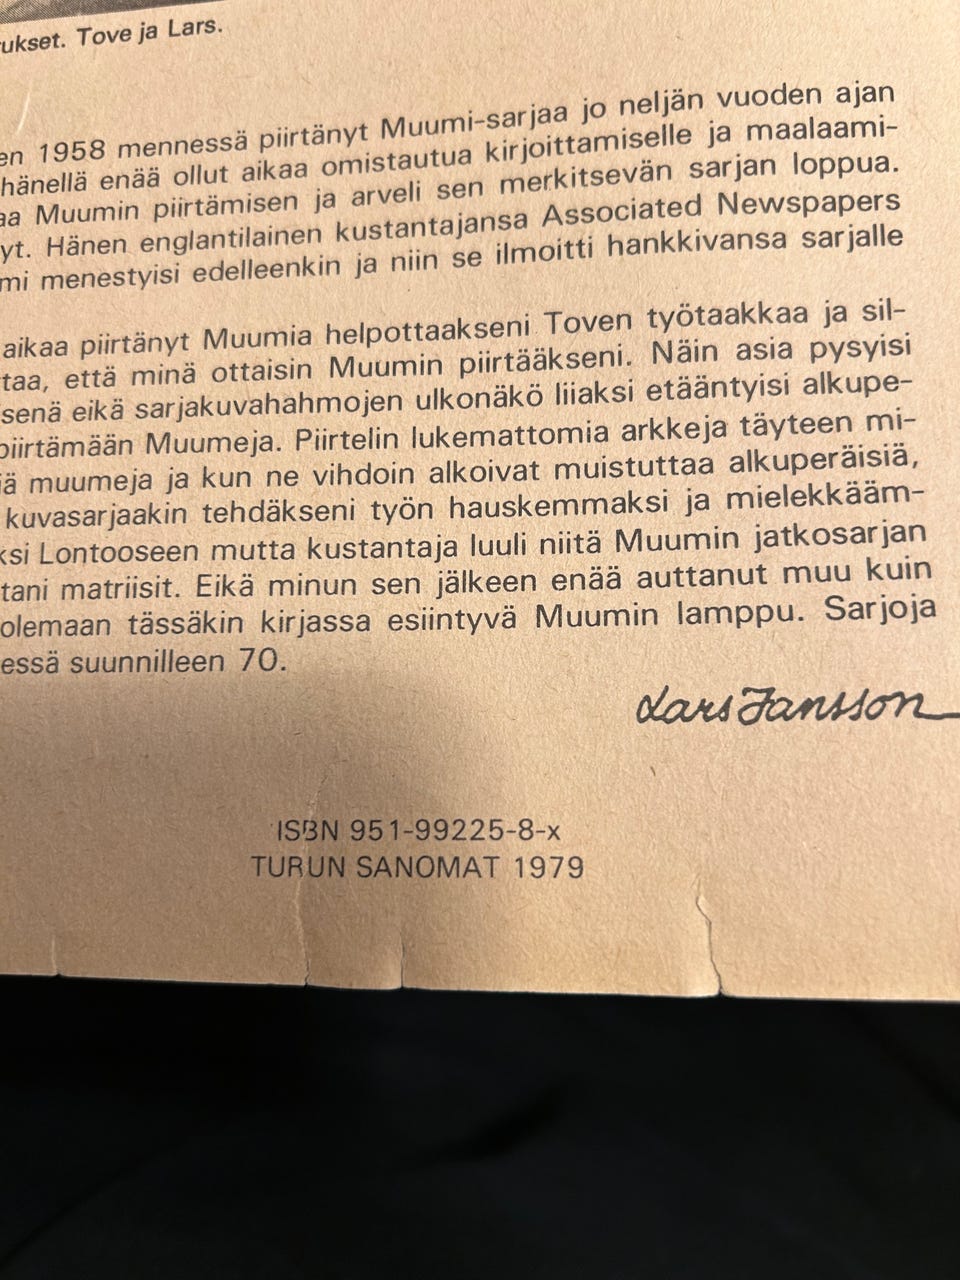 ukset. Tove ja Lars.
en 1958 mennessä piirtänyt Muumi-sarjaa jo neljän vuoden ajan
hänellä enää ollut aikaa omistautua kirjoittamiselle ja maalaami-
aa Muumin piirtämisen ja arveli sen merkitsevän sarjan loppua.
yt. Hänen englantilainen kustantajansa Associated Newspapers
mi menestyisi edelleenkin ja niin se ilmoitti hankkivansa sarjalle
aikaa piirtänyt Muumia helpottaakseni Toven työtaakkaa ja sil-
taa, että minä ottaisin Muumin piirtääkseni. Näin asia pysyisi
senä eikä sarjakuvahahmojen ulkonäkö liiaksi etääntyisi alkupe-
piirtämään Muumeja. Piirtelin lukemattomia arkkeja täyteen mi-
iä muumeja ja kun ne vihdoin alkoivat muistuttaa alkuperäisiä,
kuvasarjaakin tehdäkseni työn hauskemmaksi ja mielekkääm-
ksi Lontooseen mutta kustantaja luuli niitä Muumin jatkosarjan
tani matriisit. Eikä minun sen jälkeen enää auttanut muu kuin
olemaan tässäkin kirjassa esiintyvä Muumin lamppu. Sarjoja
essä suunnilleen 70.
Lars Jansson
ISBN 951-99225-8-x
TURUN SANOMAT 1979